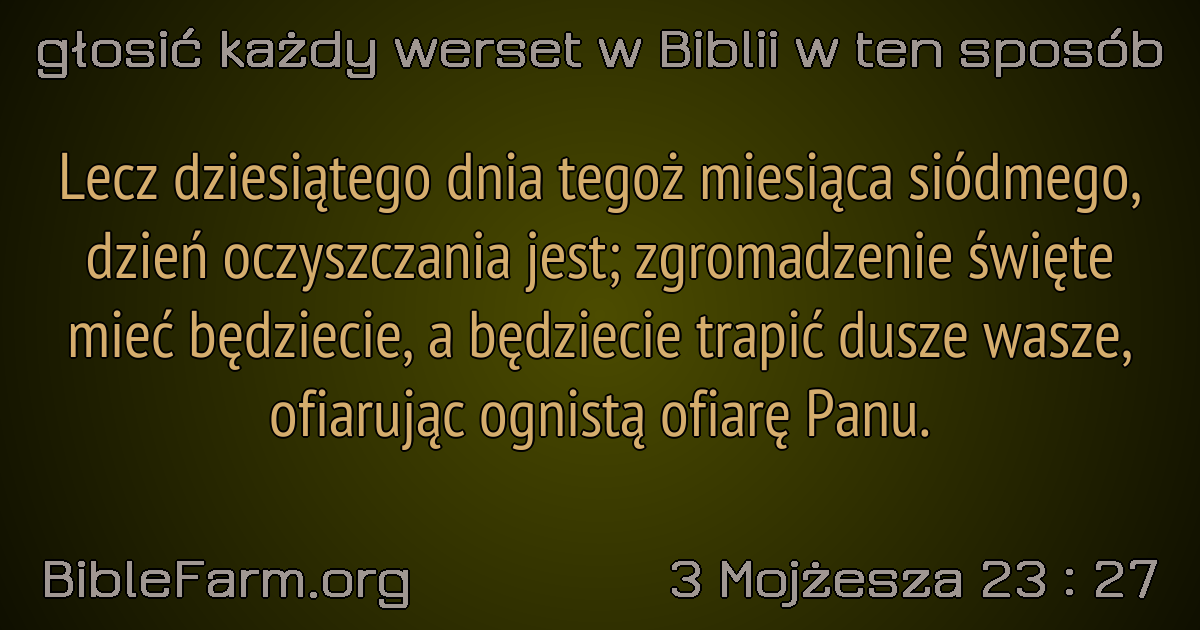 głosić każdy werset w Biblii w ten sposób
Lecz dziesiątego dnia tegoż miesiąca siódmego,
dzień oczyszczania jest; zgromadzenie święte
mieć będziecie, a będziecie trapić dusze wasze,
ofiarując ognistą ofiarę Panu.
BibleFarm.org
3 Mojżesza 23 : 27